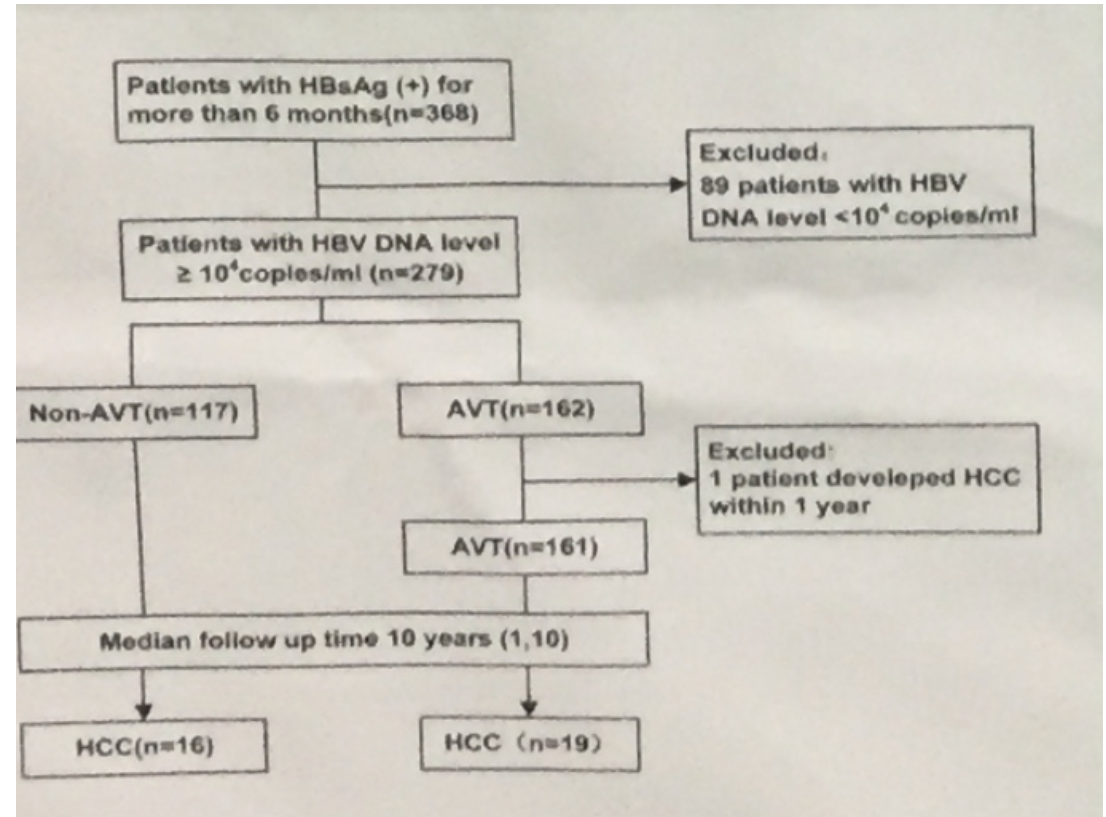 Patients with HBsAg (+) for
more than 6 months(n=368)
Excluded:
89 patients with HBV
DNA level <10⁴ copies/ml
Patients with HBV DNA level
≥ 10⁴copies/ml (n=279)
Non-AVT(n=117)
AVT(n=162)
Excluded:
1 patient developed HCC
within 1 year
AVT(n=161)
Median follow up time 10 years (1,10)
HCC(n=16)
HCC (n=19)